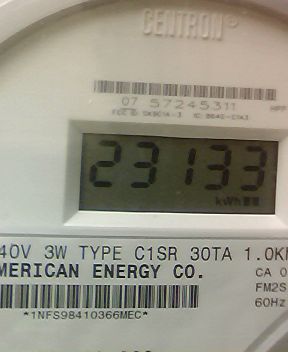 CENTRON®
07 57245311
23133
kWh
40V 3W TYPE C1SR 30TA 1.0K
MERICAN ENERGY CO.
CA 0
FM2S
60Hz
*1NFS98410366MEC*